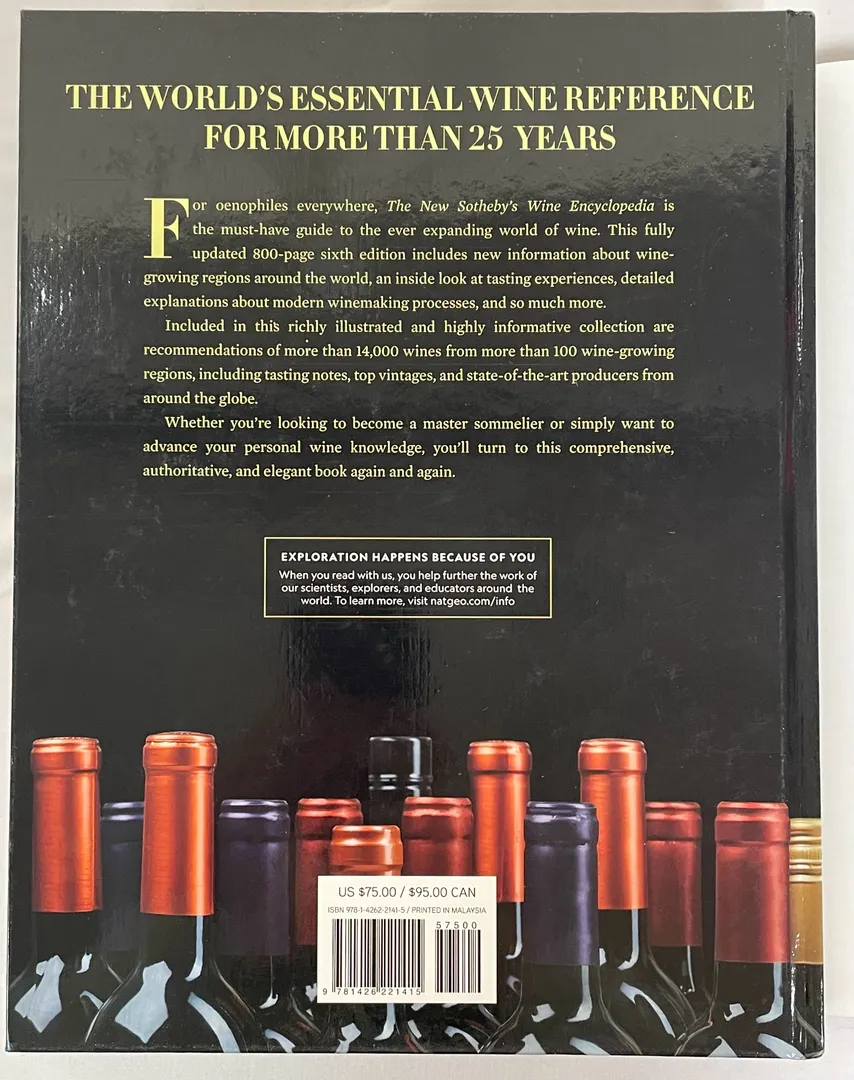 THE WORLD'S ESSENTIAL WINE REFERENCE
FOR MORE THAN 25 YEARS
For oenophiles everywhere, The New Sotheby's Wine Encyclopedia is
the must-have guide to the ever expanding world of wine. This fully
updated 800-page sixth edition includes new information about wine-
growing regions around the world, an inside look at tasting experiences, detailed
explanations about modern winemaking processes, and so much more.
Included in this richly illustrated and highly informative collection are
recommendations of more than 14,000 wines from more than 100 wine-growing
regions, including tasting notes, top vintages, and state-of-the-art producers from
around the globe.
Whether you're looking to become a master sommelier or simply want to
advance your personal wine knowledge, you'll turn to this comprehensive,
authoritative, and elegant book again and again.
EXPLORATION HAPPENS BECAUSE OF YOU
When you read with us, you help further the work of
our scientists, explorers, and educators around the
world. To learn more, visit natgeo.com/info
US $75.00 / $95.00 CAN
ISBN 978-1-4262-2141-5 / PRINTED IN MALAYSIA
57500
9 781426 221415